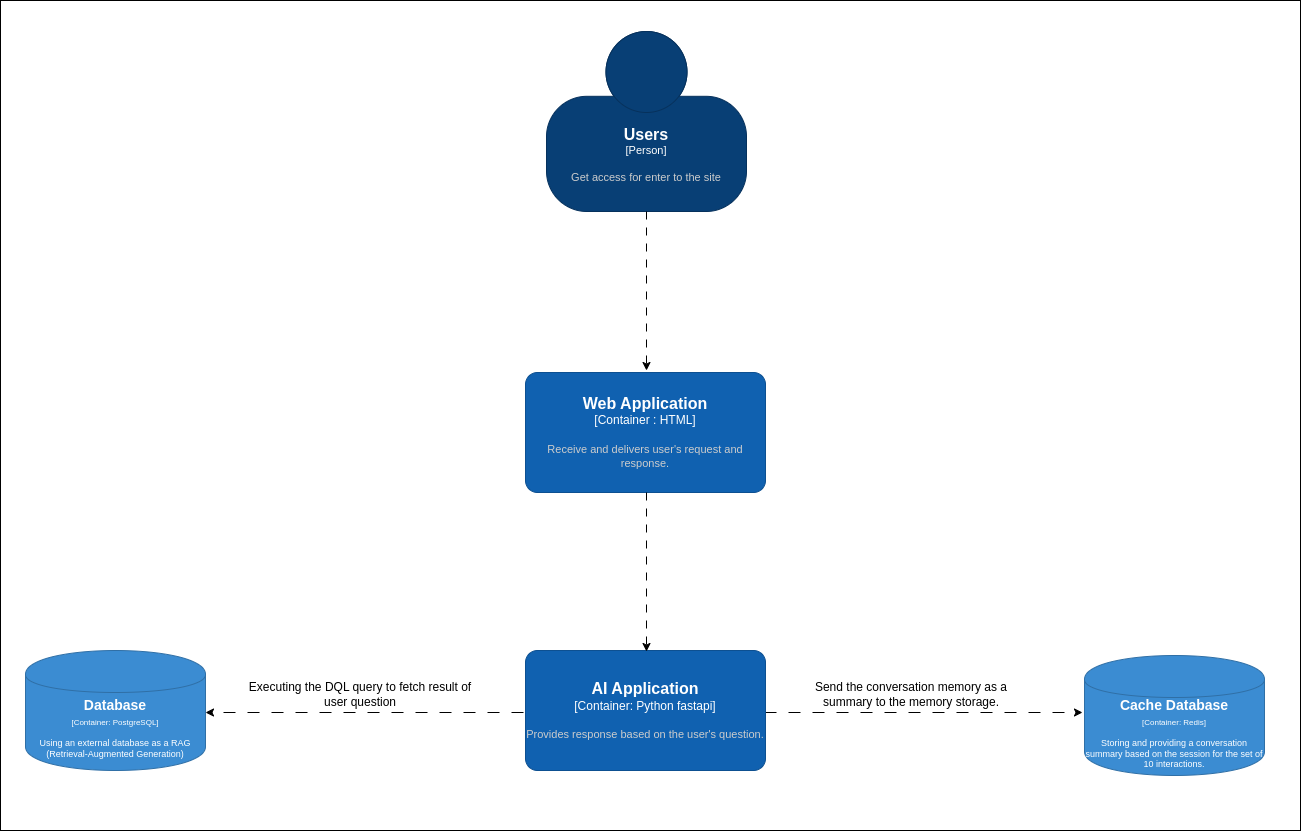 Users
[Person]
Get access for enter to the site
Web Application
[Container : HTML]
Receive and delivers user's request and
response.
Database
[Container: PostgreSQL]
Using an external database as a RAG
(Retrieval-Augmented Generation)
Executing the DQL query to fetch result of
user question
AI Application
[Container: Python fastapi]
Provides response based on the user's question.
Send the conversation memory as a
summary to the memory storage.
Cache Database
[Container: Redis]
Storing and providing a conversation
summary based on the session for the set of
10 interactions.